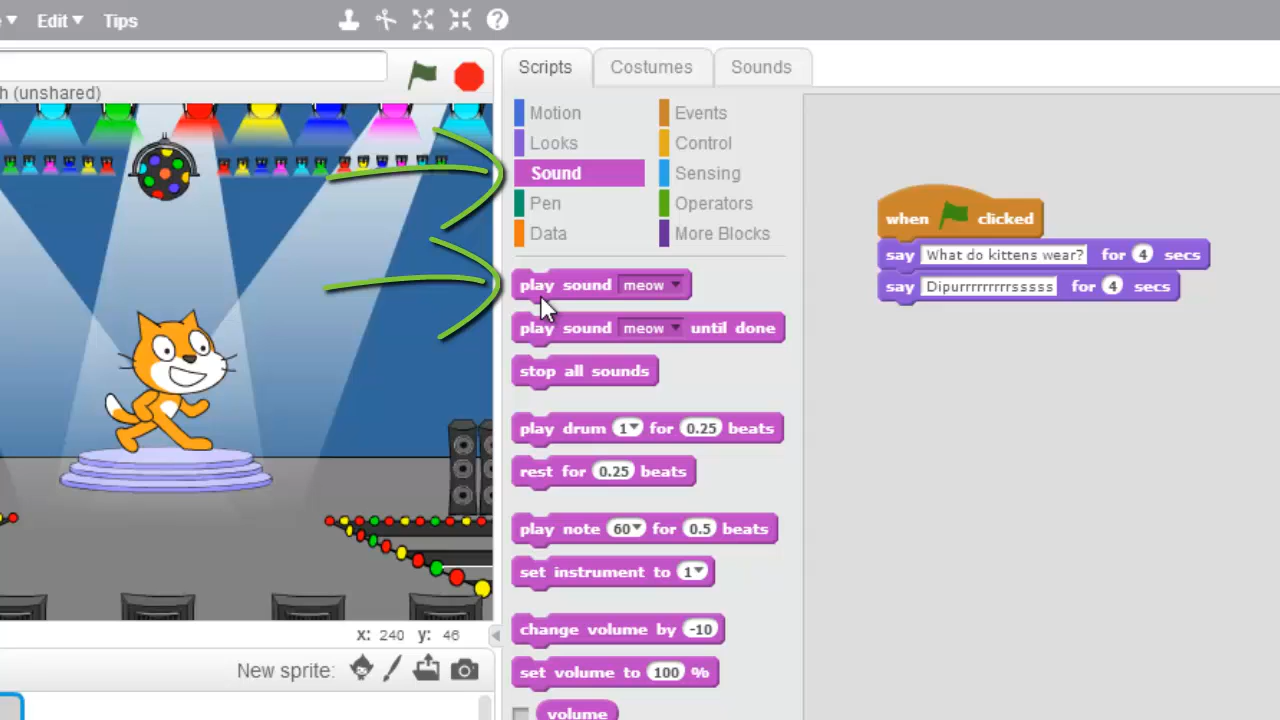 Edit Tips
h (unshared)
Scripts Costumes Sounds
Motion Events
Looks Control
Sound Sensing
Pen Operators
Data More Blocks
play sound meow
play sound meow until done
stop all sounds
play drum 1 for 0.25 beats
rest for 0.25 beats
play note 60 for 0.5 beats
set instrument to 1
change volume by -10
set volume to 100 %
volume
when clicked
say What do kittens wear? for 4 secs
say Dipurrrrrrrrrsssss for 4 secs
x: 240 y: 46
New sprite: